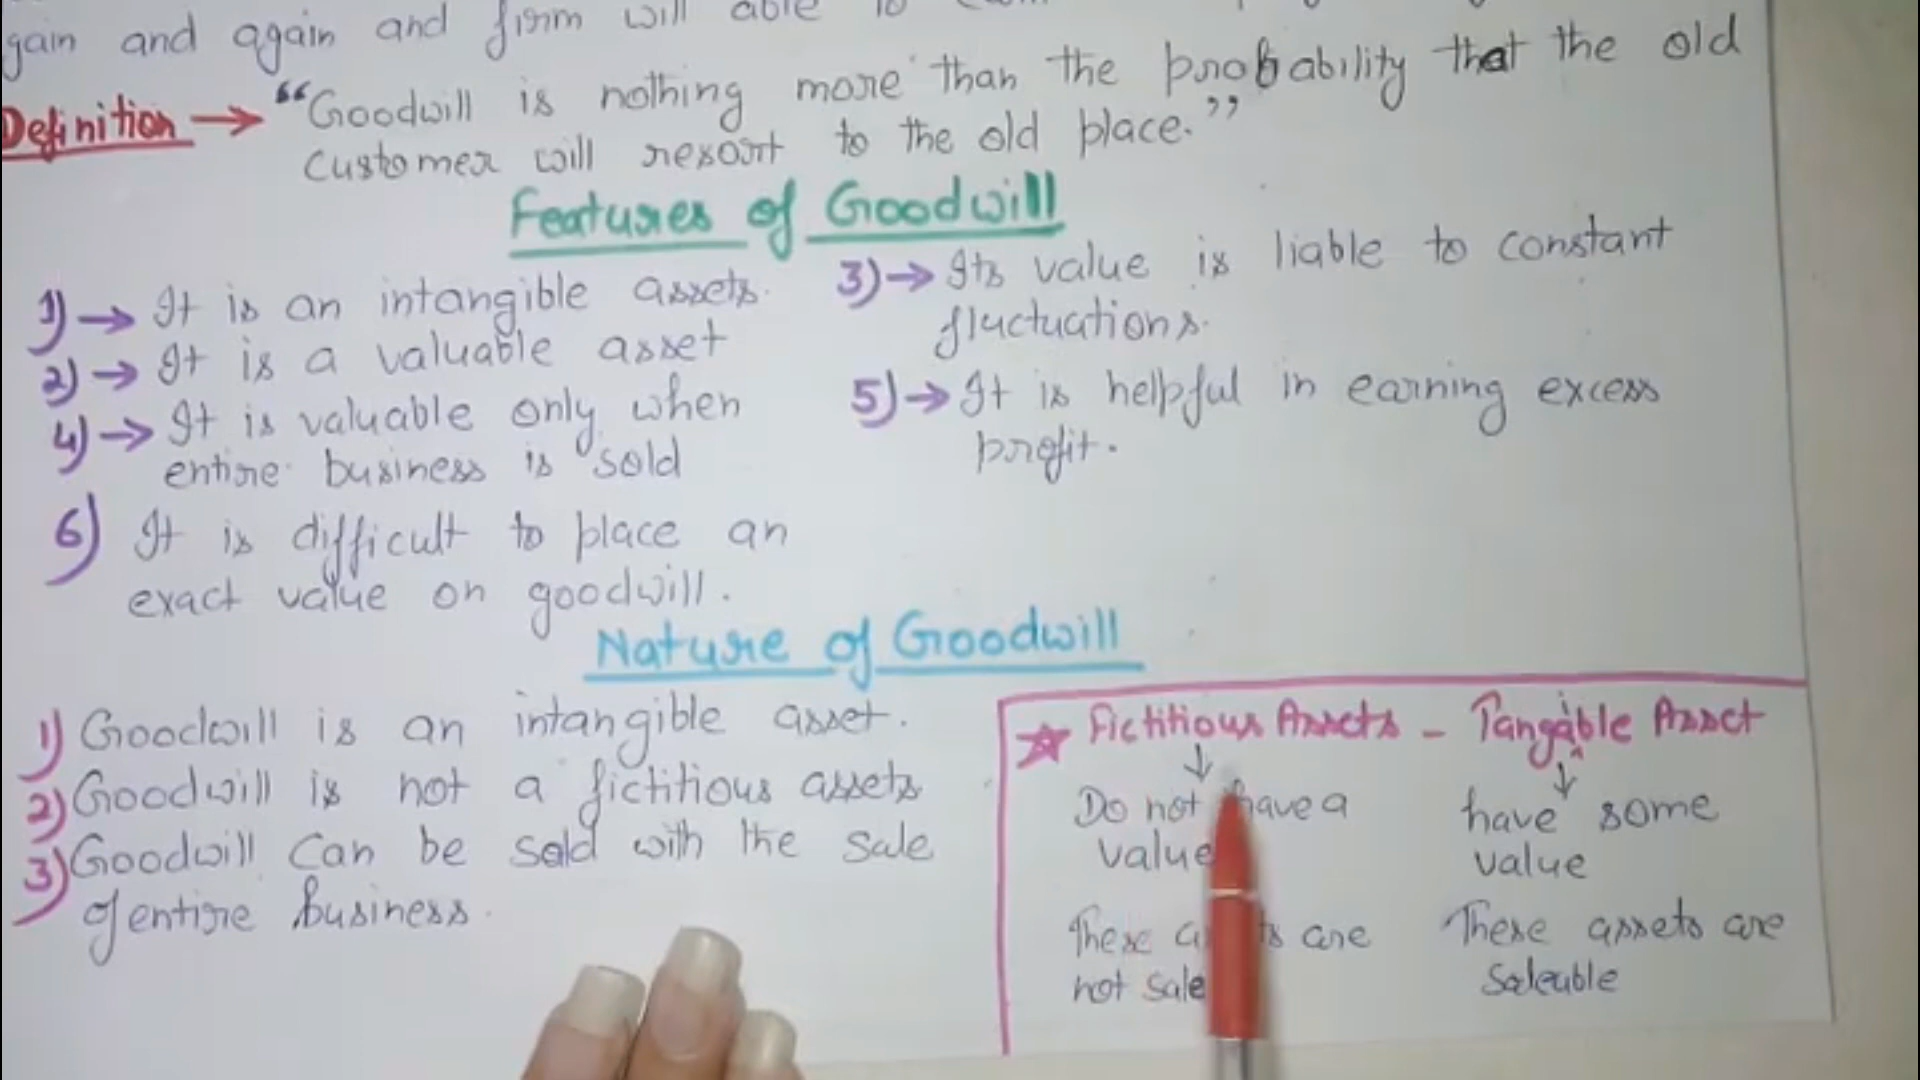 gain and again and firm will able to
Definition → "Goodwill is nothing more than the probability that the old
customer will resort to the old place."
Features of Goodwill
1) → It is an intangible assets.
2) → It is a valuable asset
3) → Its value is liable to constant
fluctuations.
4) → It is valuable only when
entire business is sold
5) → It is helpful in earning excess
profit.
6) It is difficult to place an
exact value on goodwill.
Nature of Goodwill
1) Goodwill is an intangible asset.
2) Goodwill is not a fictitious assets
3) Goodwill can be sold with the sale
of entire business.
☆ Fictitious Assets - Tangible Asset
↓ ↓
Do not have a
value
These are
not sale
have some
value
These assets are
Saleable